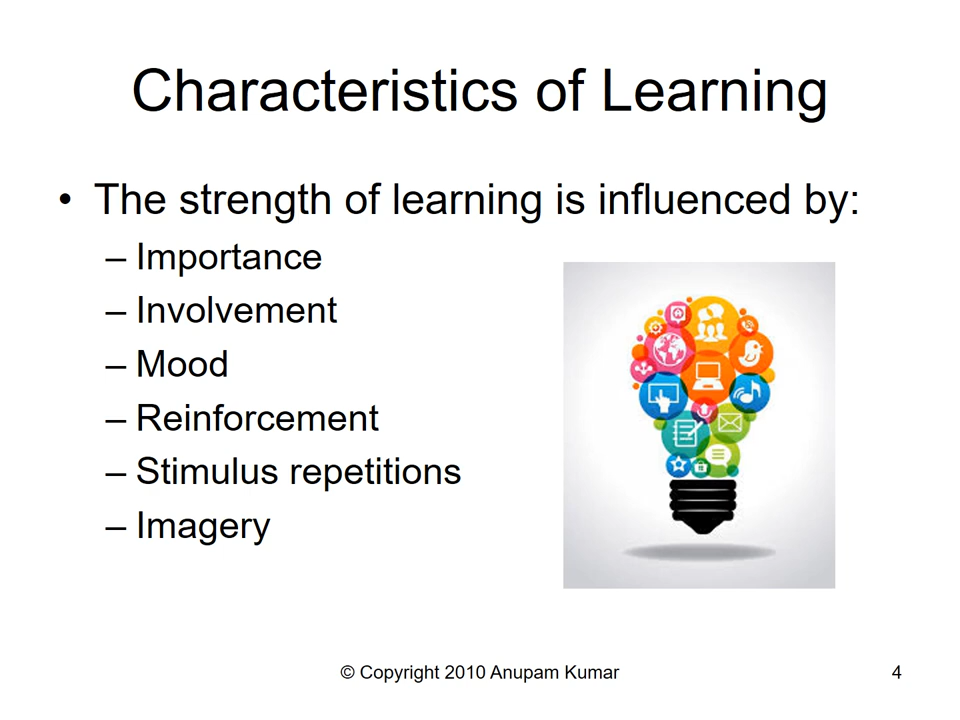 Characteristics of Learning
• The strength of learning is influenced by:
– Importance
– Involvement
– Mood
– Reinforcement
– Stimulus repetitions
– Imagery
© Copyright 2010 Anupam Kumar
4